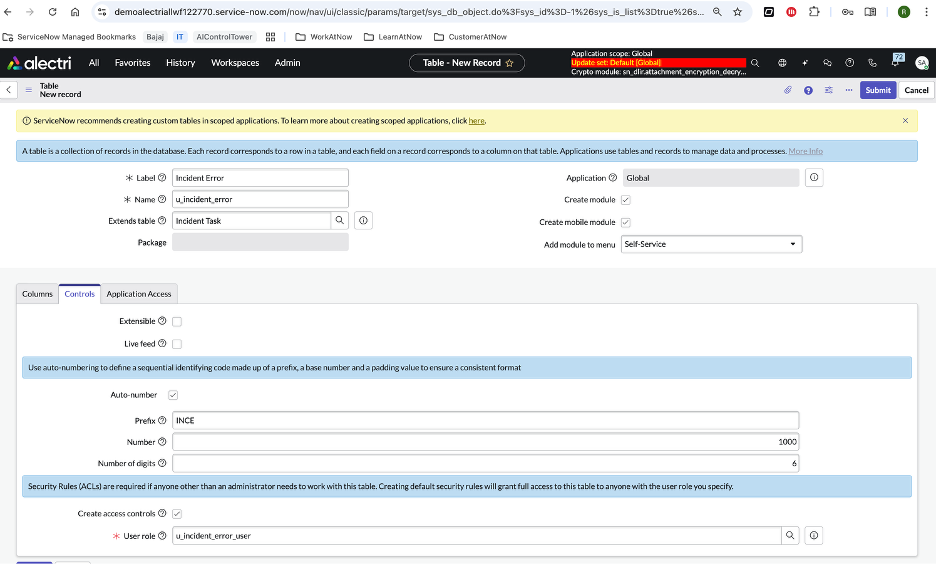 demoalectriallwf122770.service-now.com/now/nav/ui/classic/params/target/sys_db_object.do%3Fsys_id%3D-1%26sys_is_list%3Dtrue%26s...
R
ServiceNow Managed Bookmarks Bajaj IT AIControlTower WorkAtNow LearnAtNow CustomerAtNow
alectri All Favorites History Workspaces Admin Table - New Record
Application scope: Global
Update set: Default [Global]
Crypto module: sn_dlr.attachment_encryption_decry...
72
SA
Table
New record
Submit Cancel
ServiceNow recommends creating custom tables in scoped applications. To learn more about creating scoped applications, click here.
A table is a collection of records in the database. Each record corresponds to a row in a table, and each field on a record corresponds to a column on that table. Applications use tables and records to manage data and processes. More Info
Label Incident Error Application Global
Name u_incident_error Create module
Extends table Incident Task Create mobile module
Package Add module to menu Self-Service
Columns Controls Application Access
Extensible
Live feed
Use auto-numbering to define a sequential identifying code made up of a prefix, a base number and a padding value to ensure a consistent format
Auto-number
Prefix INCE
Number 1000
Number of digits 6
Security Rules (ACLs) are required if anyone other than an administrator needs to work with this table. Creating default security rules will grant full access to this table to anyone with the user role you specify.
Create access controls
User role u_incident_error_user